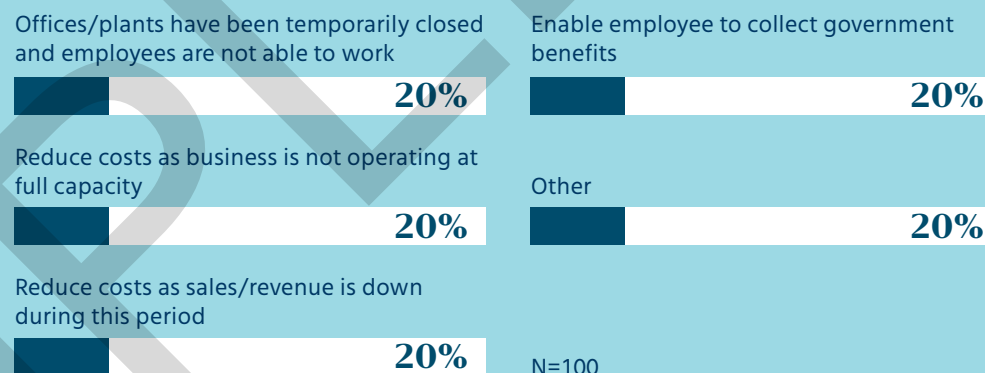 Offices/plants have been temporarily closed
and employees are not able to work
20%
Reduce costs as business is not operating at
full capacity
20%
Reduce costs as sales/revenue is down
during this period
20%
Enable employee to collect government
benefits
20%
Other
20%
N=100